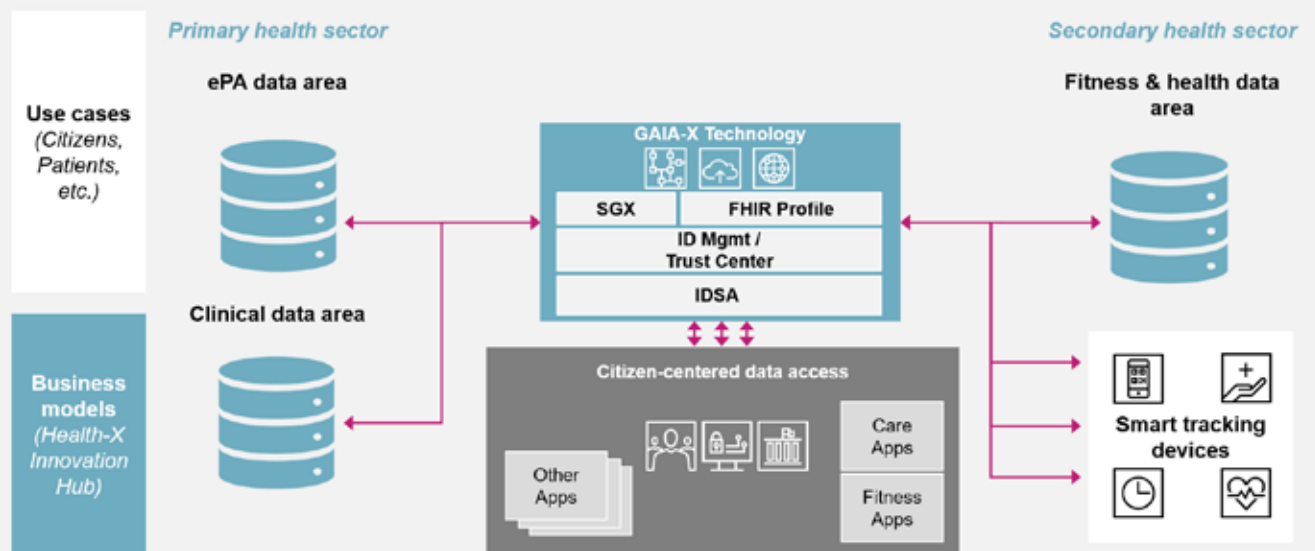 Primary health sector
Secondary health sector
ePA data area
Fitness & health data
area
Use cases
(Citizens,
Patients,
etc.)
GAIA-X Technology
SGX
FHIR Profile
ID Mgmt /
Trust Center
IDSA
Clinical data area
Business
models
(Health-X
Innovation
Hub)
Citizen-centered data access
Other
Apps
Care
Apps
Fitness
Apps
Smart tracking
devices